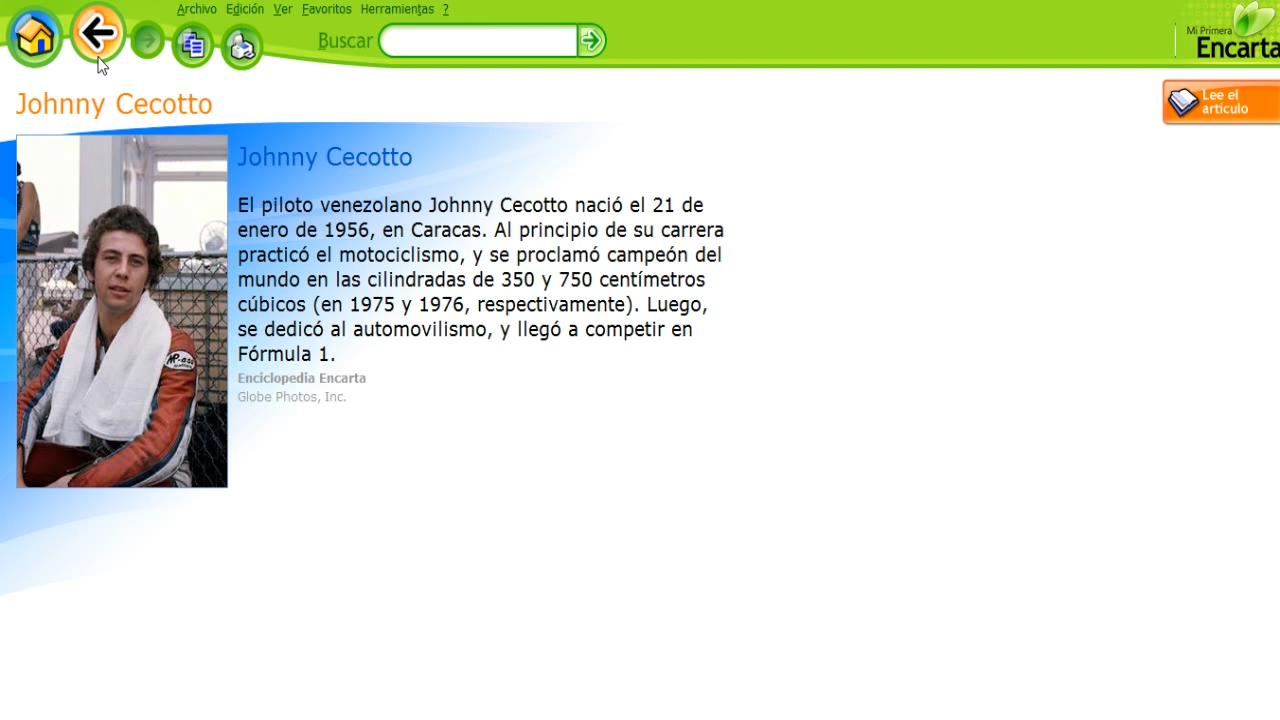 Archivo Edición Ver Favoritos Herramientas ?
Buscar
Mi Primera
Encarta
Johnny Cecotto
Lee el
artículo
Johnny Cecotto
El piloto venezolano Johnny Cecotto nació el 21 de
enero de 1956, en Caracas. Al principio de su carrera
practicó el motociclismo, y se proclamó campeón del
mundo en las cilindradas de 350 y 750 centímetros
cúbicos (en 1975 y 1976, respectivamente). Luego,
se dedicó al automovilismo, y llegó a competir en
Fórmula 1.
Enciclopedia Encarta
Globe Photos, Inc.